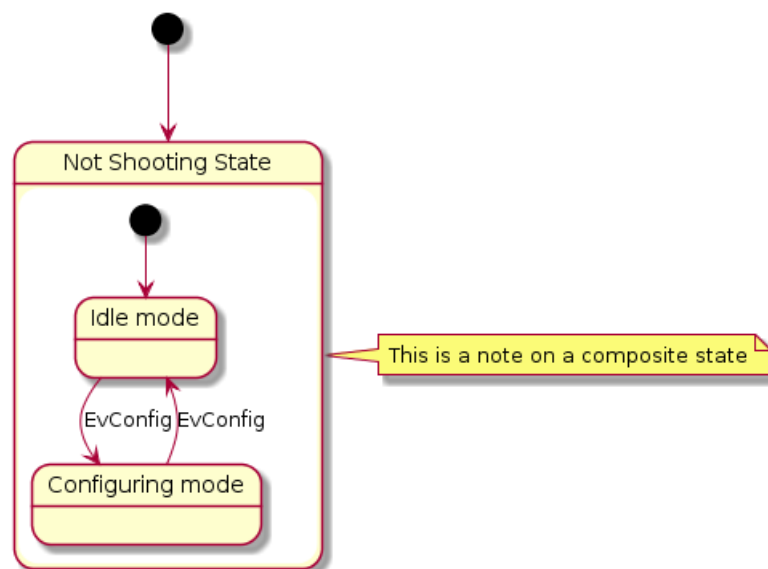 Not Shooting State
Idle mode
This is a note on a composite state
EvConfig
EvConfig
Configuring mode